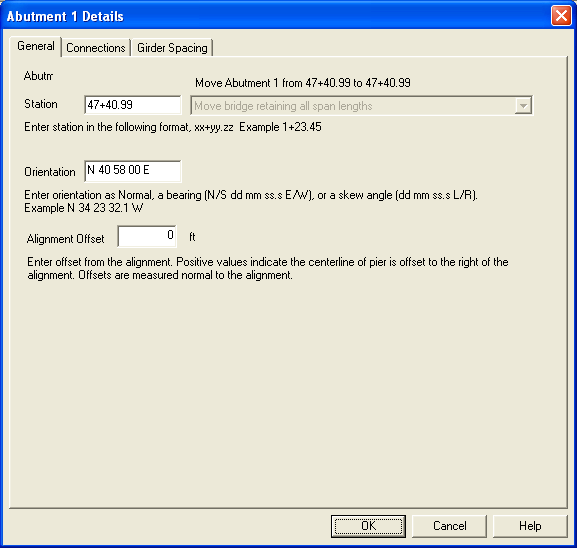 Abutment 1 Details
General Connections Girder Spacing
Abutm
Move Abutment 1 from 47+40.99 to 47+40.99
Station 47+40.99 Move bridge retaining all span lengths
Enter station in the following format, xx+yy.zz Example 1+23.45
Orientation N 40 58 00 E
Enter orientation as Normal, a bearing (N/S dd mm ss.s E/W), or a skew angle (dd mm ss.s L/R).
Example N 34 23 32.1 W
Alignment Offset 0 ft
Enter offset from the alignment. Positive values indicate the centerline of pier is offset to the right of the
alignment. Offsets are measured normal to the alignment.
OK Cancel Help